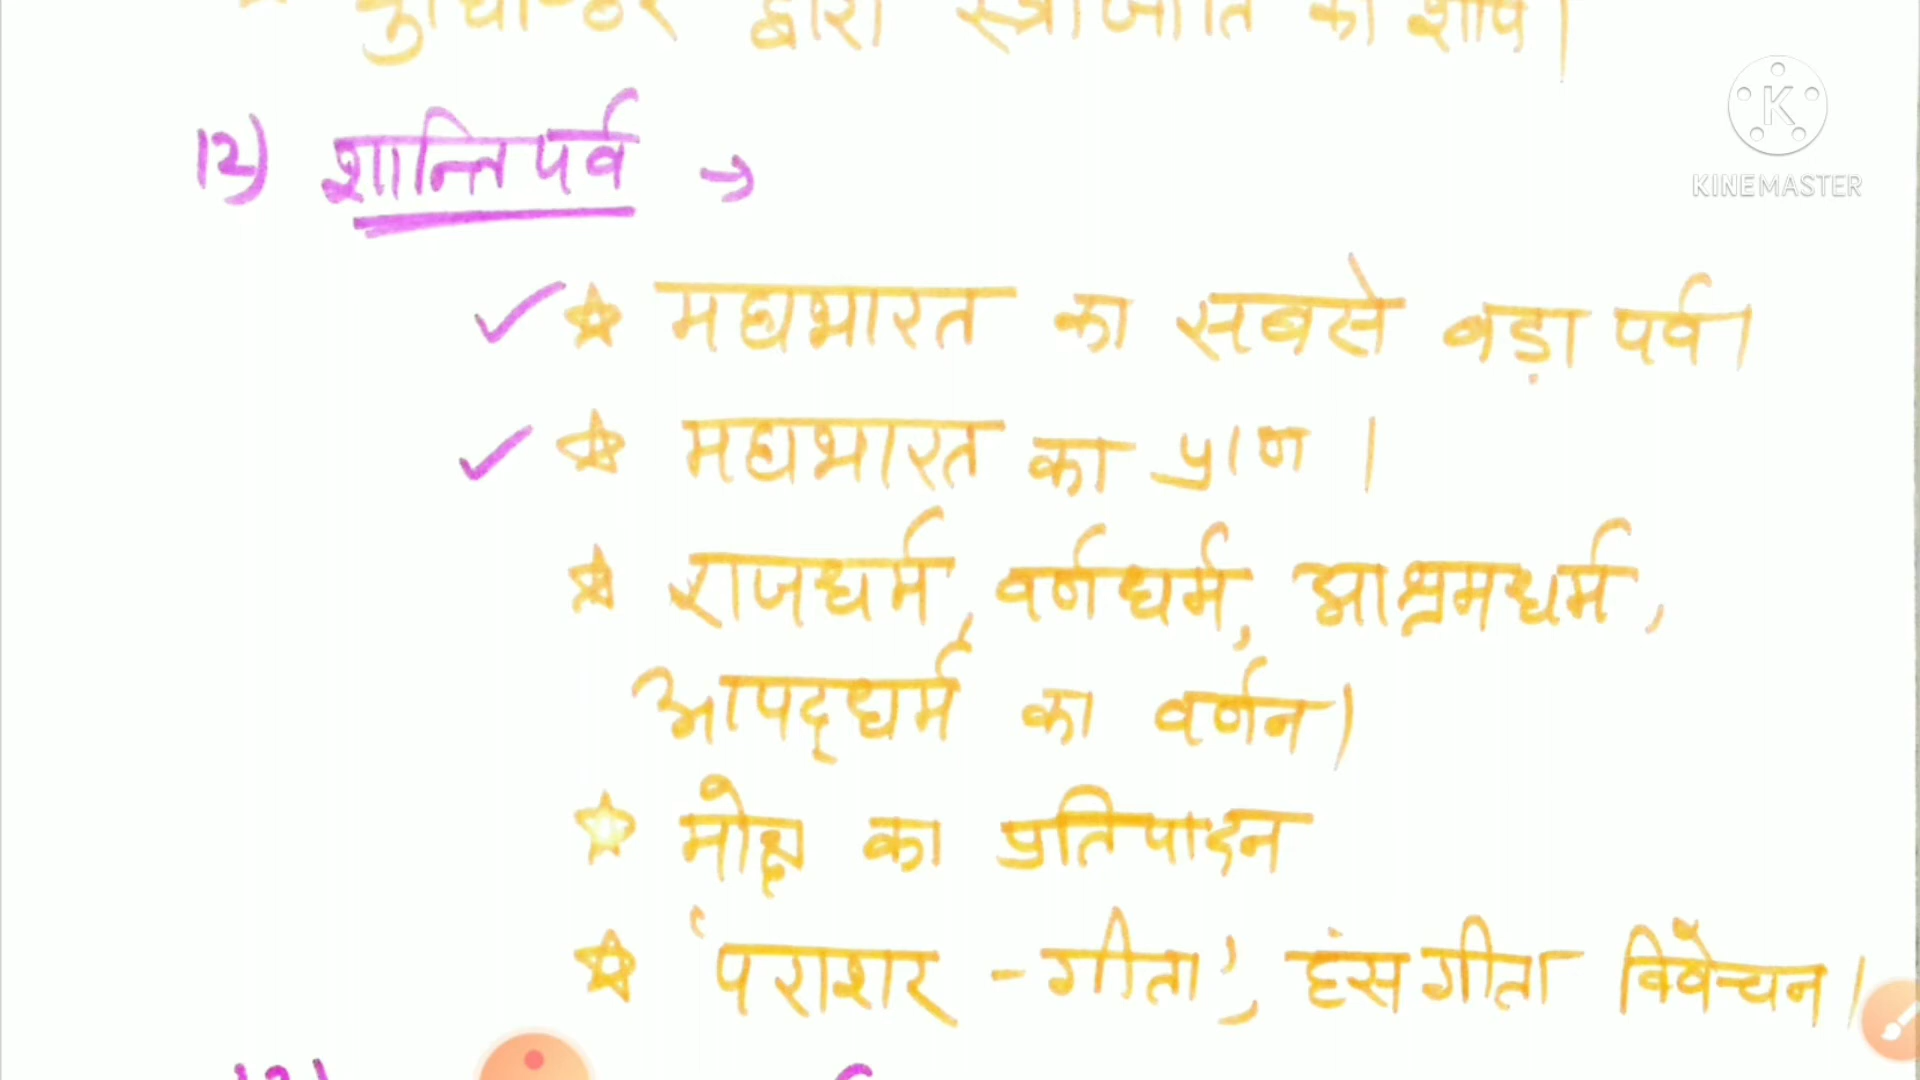 द्वारा स्त्रीजाति को शाप।
12) शान्तिपर्व →
KINEMASTER
✓ ☆ महाभारत का सबसे बड़ा पर्व।
✓ ☆ महाभारत का प्राण।
☆ राजधर्म, वर्णधर्म, आश्रमधर्म,
आपद्धर्म का वर्णन।
☆ मोक्ष का प्रतिपादन
☆ 'पराशर - गीता', हंसगीता विवेचन।